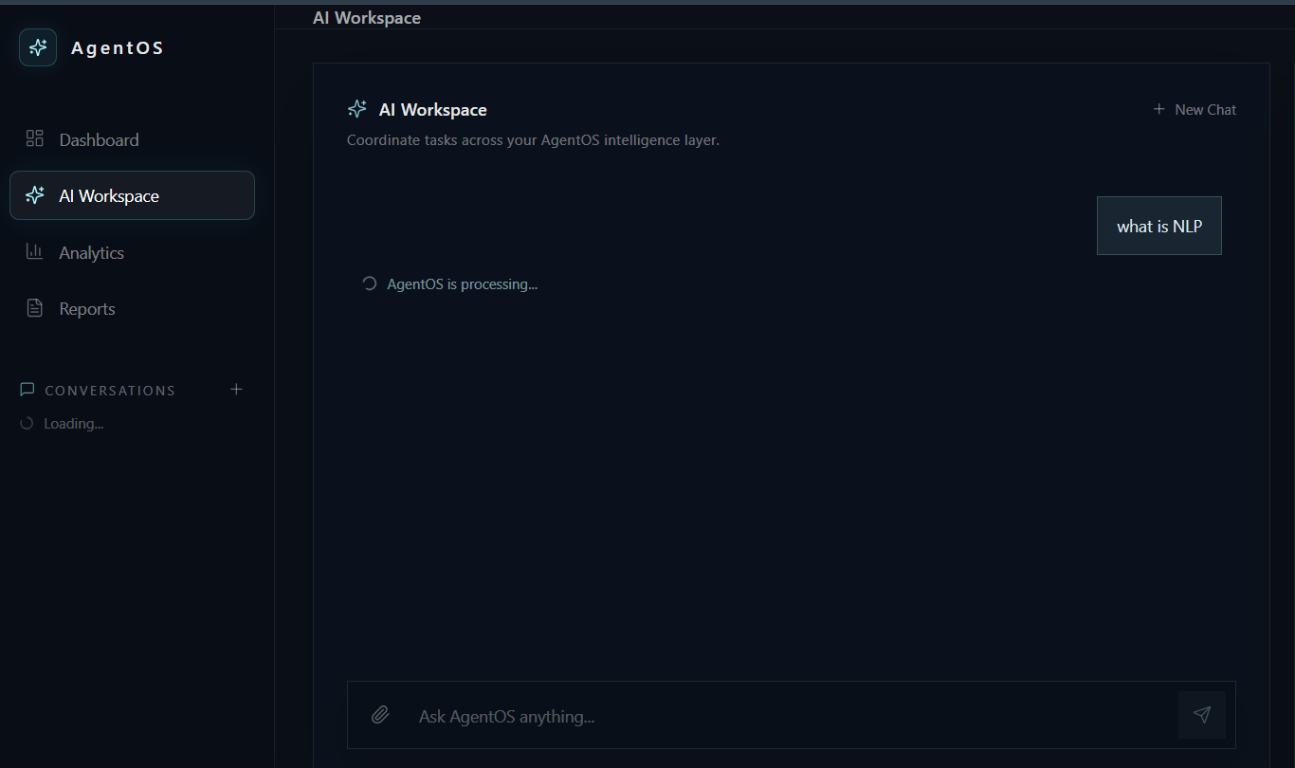 AgentOS
Dashboard
AI Workspace
Analytics
Reports
CONVERSATIONS
Loading...
AI Workspace
AI Workspace
New Chat
Coordinate tasks across your AgentOS intelligence layer.
what is NLP
AgentOS is processing...
Ask AgentOS anything...